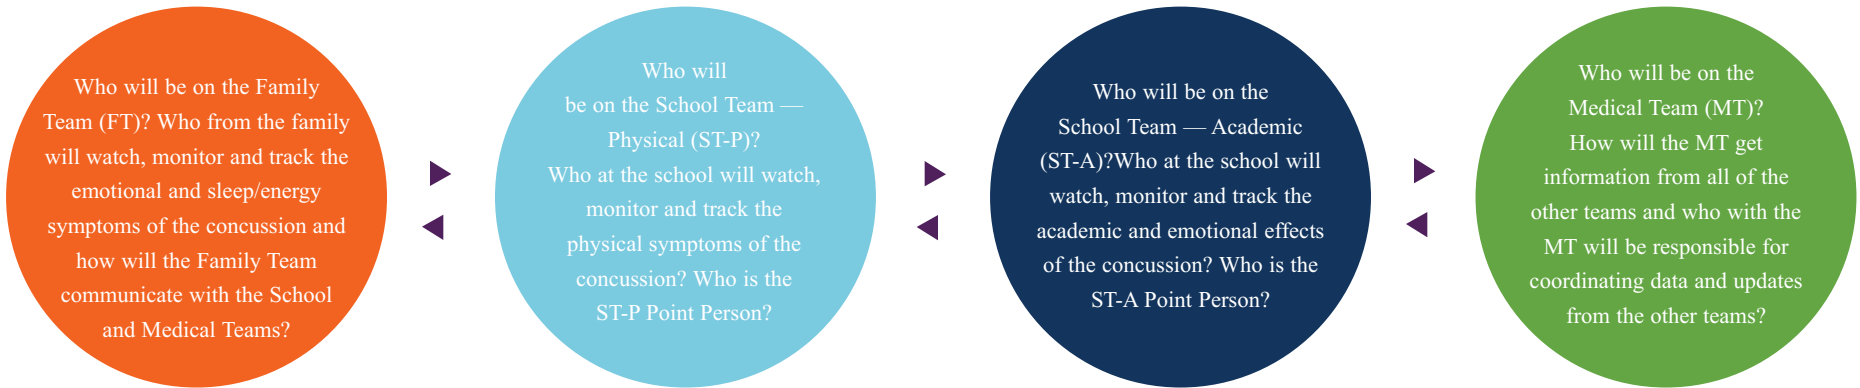 Who will be on the Family
Team (FT)? Who from the family
will watch, monitor and track the
emotional and sleep/energy
symptoms of the concussion and
how will the Family Team
communicate with the School
and Medical Teams?
Who will
be on the School Team —
Physical (ST-P)?
Who at the school will watch,
monitor and track the
physical symptoms of the
concussion? Who is the
ST-P Point Person?
Who will be on the
School Team — Academic
(ST-A)?Who at the school will
watch, monitor and track the
academic and emotional effects
of the concussion? Who is the
ST-A Point Person?
Who will be on the
Medical Team (MT)?
How will the MT get
information from all of the
other teams and who with the
MT will be responsible for
coordinating data and updates
from the other teams?